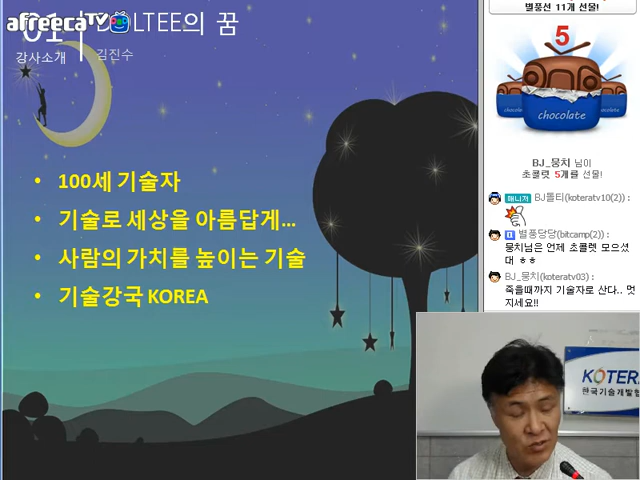 afreecaTV
01
DOLTEE의 꿈
강사소개
김진수
• 100세 기술자
• 기술로 세상을 아름답게...
• 사람의 가치를 높이는 기술
• 기술강국 KOREA
별풍선 11개 선물!
5
chocolate
BJ_뭉치 님이
초콜렛 5개를 선물!
매니저 BJ돌티(koteratv10(2)) :
별풍당당(bitcamp(2)) :
뭉치님은 언제 초콜렛 모으셨
대 ㅎㅎ
BJ_뭉치(koteratv03) :
죽을때까지 기술자로 산다.. 멋
지세요!!
KOTER
한국기술개발협